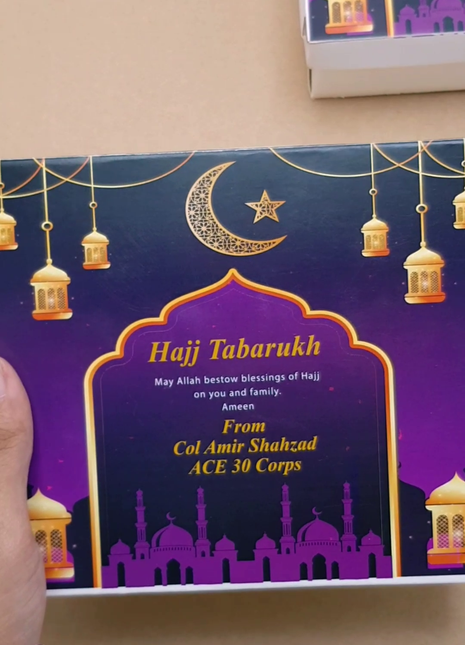 Hajj Tabarukh
May Allah bestow blessings of Hajj
on you and family.
Ameen
From
Col Amir Shahzad
ACE 30 Corps